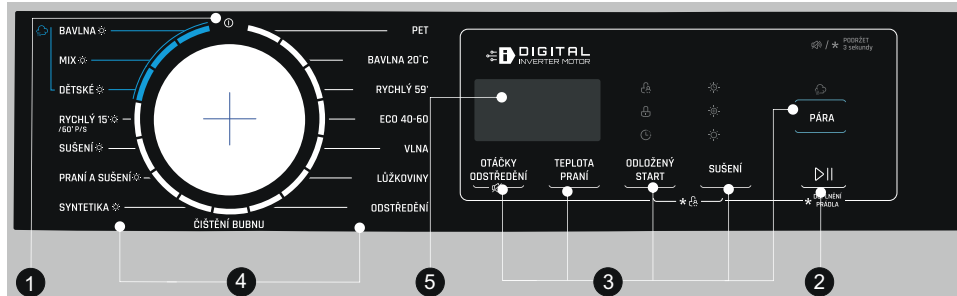 BAVLNA
MIX
DĚTSKÉ
RYCHLÝ 15'
/60' P/S
SUŠENÍ
PRANÍ A SUŠENÍ
SYNTETIKA
ČIŠTĚNÍ BUBNU
PET
BAVLNA 20°C
RYCHLÝ 59'
ECO 40-60
VLNA
LŮŽKOVINY
ODSTŘEDĚNÍ
i DIGITAL
INVERTER MOTOR
/ * PODRŽET
3 sekundy
OTÁČKY
ODSTŘEDĚNÍ
TEPLOTA
PRANÍ
ODLOŽENÝ
START
SUŠENÍ
PÁRA
*
* DOPLNĚNÍ
PRÁDLA
1
4
5
3
2